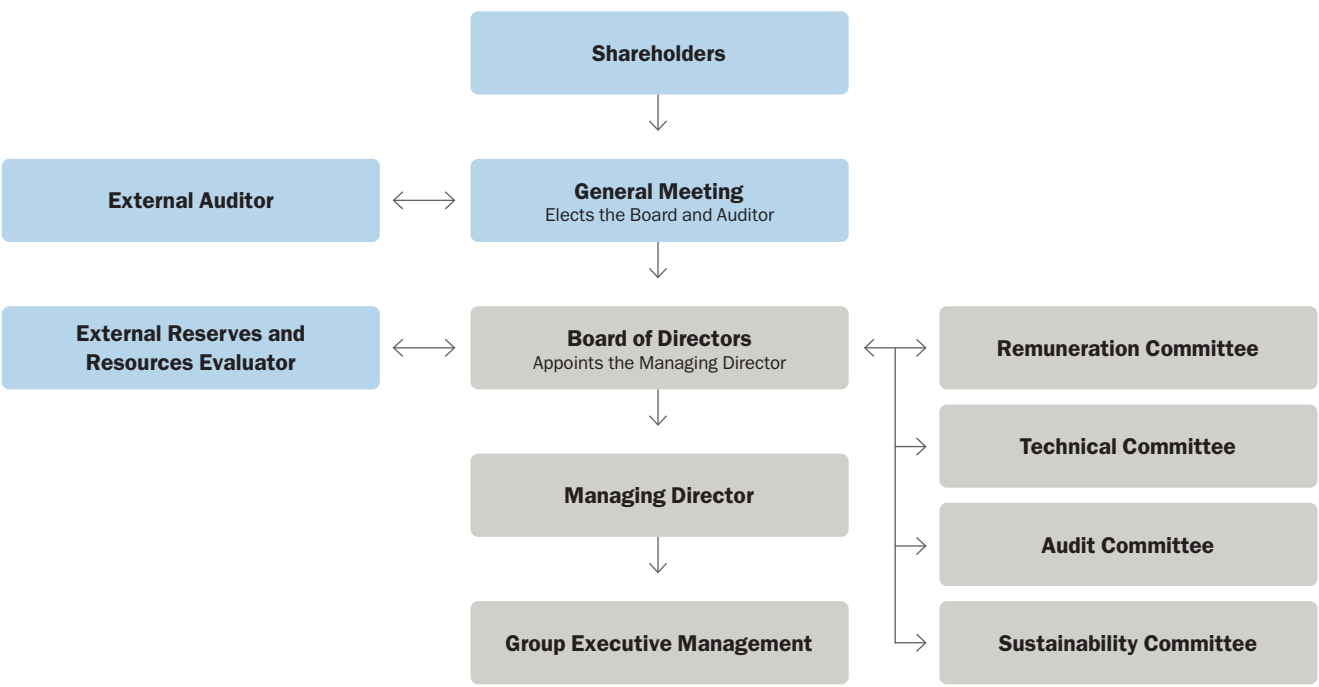 Shareholders
External Auditor
General Meeting
Elects the Board and Auditor
External Reserves and
Resources Evaluator
Board of Directors
Appoints the Managing Director
Remuneration Committee
Technical Committee
Managing Director
Audit Committee
Group Executive Management
Sustainability Committee